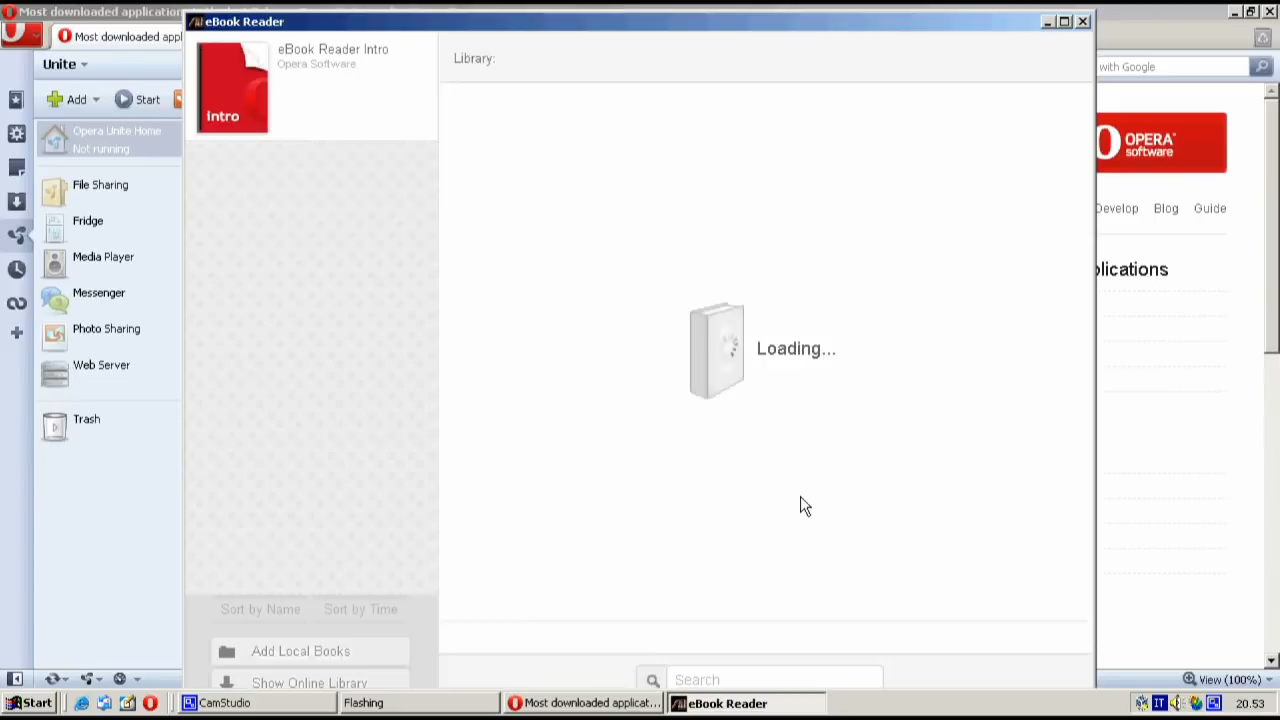 Most downloaded application
eBook Reader
Most downloaded appl
Unite
Add
Start
Opera Unite Home
Not running
File Sharing
Fridge
Media Player
Messenger
Photo Sharing
Web Server
Trash
intro
eBook Reader Intro
Opera Software
Library:
Loading...
Sort by Name
Sort by Time
Add Local Books
Show Online Library
Search
with Google
OPERA™
software
Develop Blog Guide
plications
View (100%)
Start
CamStudio
Flashing
Most downloaded applicat...
eBook Reader
IT
20.53